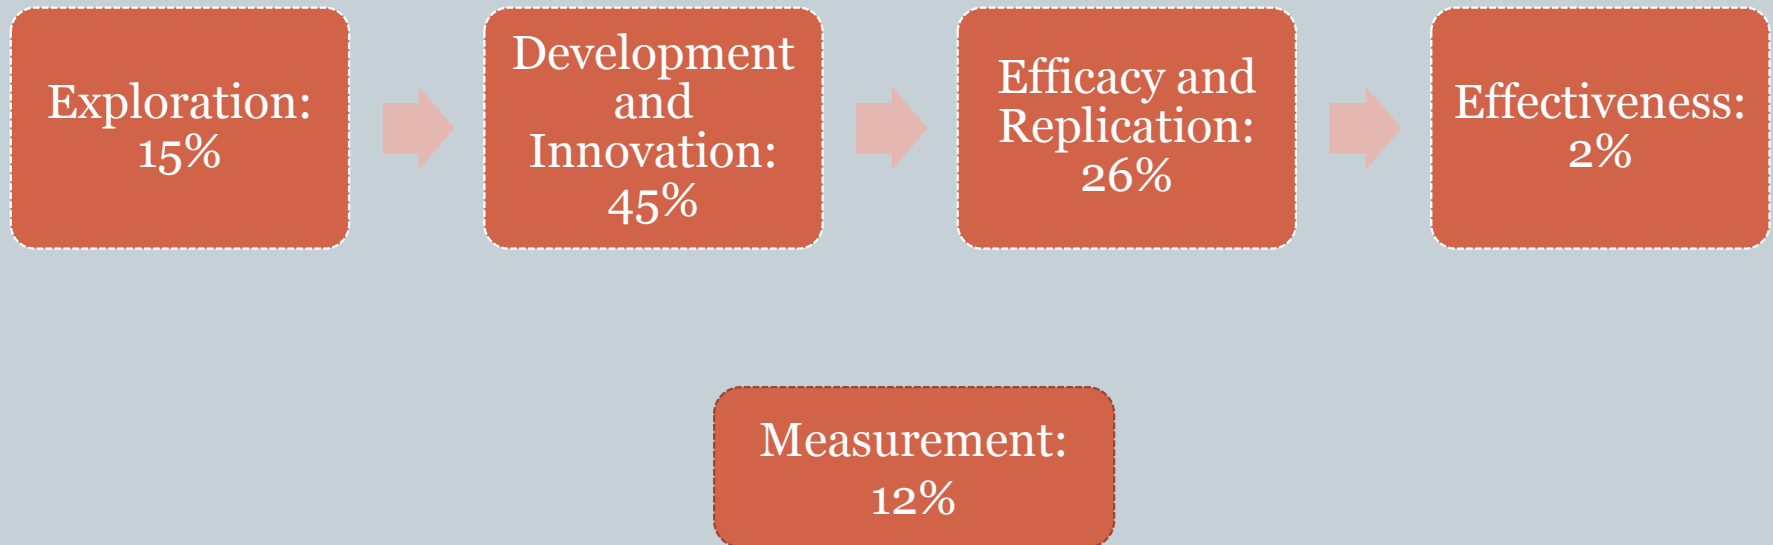 Exploration:
15%
Development
and
Innovation:
45%
Efficacy and
Replication:
26%
Effectiveness:
2%
Measurement:
12%